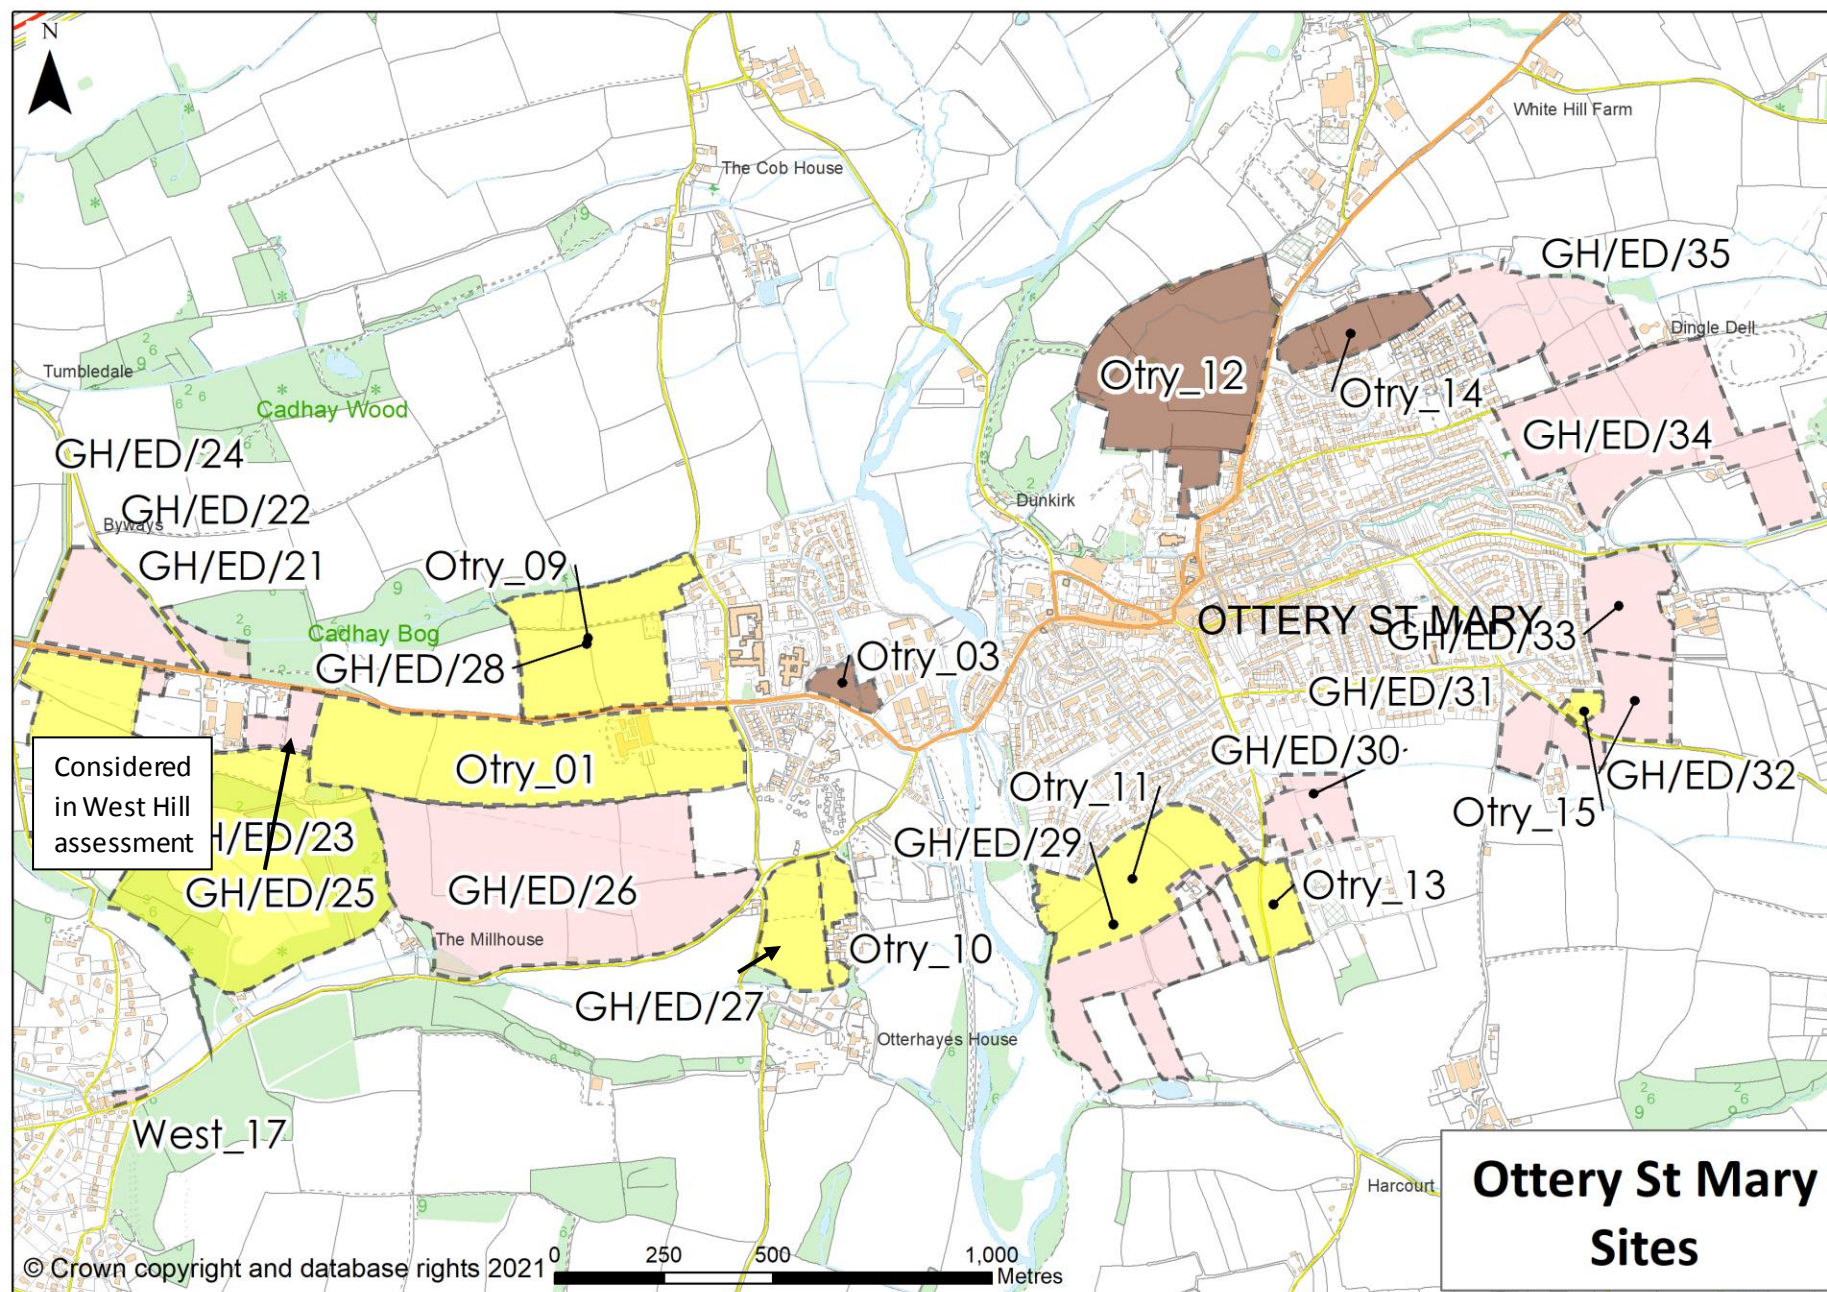 N
White Hill Farm
The Cob House
GH/ED/35
Dingle Dell
Tumbledale
Otry_12
Otry_14
Cadhay Wood
GH/ED/34
GH/ED/24
GH/ED/22
Byways
Dunkirk
GH/ED/21
Otry_09
OTTERY ST MARY
Cadhay Bog
GH/ED/33
GH/ED/28
Otry_03
GH/ED/31
GH/ED/30
Considered
in West Hill
assessment
Otry_01
GH/ED/32
Otry_11
Otry_15
H/ED/23
GH/ED/29
GH/ED/25
GH/ED/26
Otry_13
The Millhouse
Otry_10
GH/ED/27
Otterhayes House
West_17
Harcourt
Ottery St Mary
Sites
0 250 500 1,000
Metres
© Crown copyright and database rights 2021